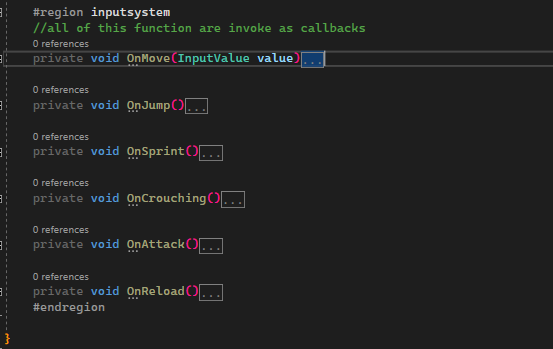 #region inputsystem
//all of this function are invoke as callbacks
0 references
private void OnMove(InputValue value)...
0 references
private void OnJump()...
0 references
private void OnSprint()...
0 references
private void OnCrouching()...
0 references
private void OnAttack()...
0 references
private void OnReload()...
#endregion
}